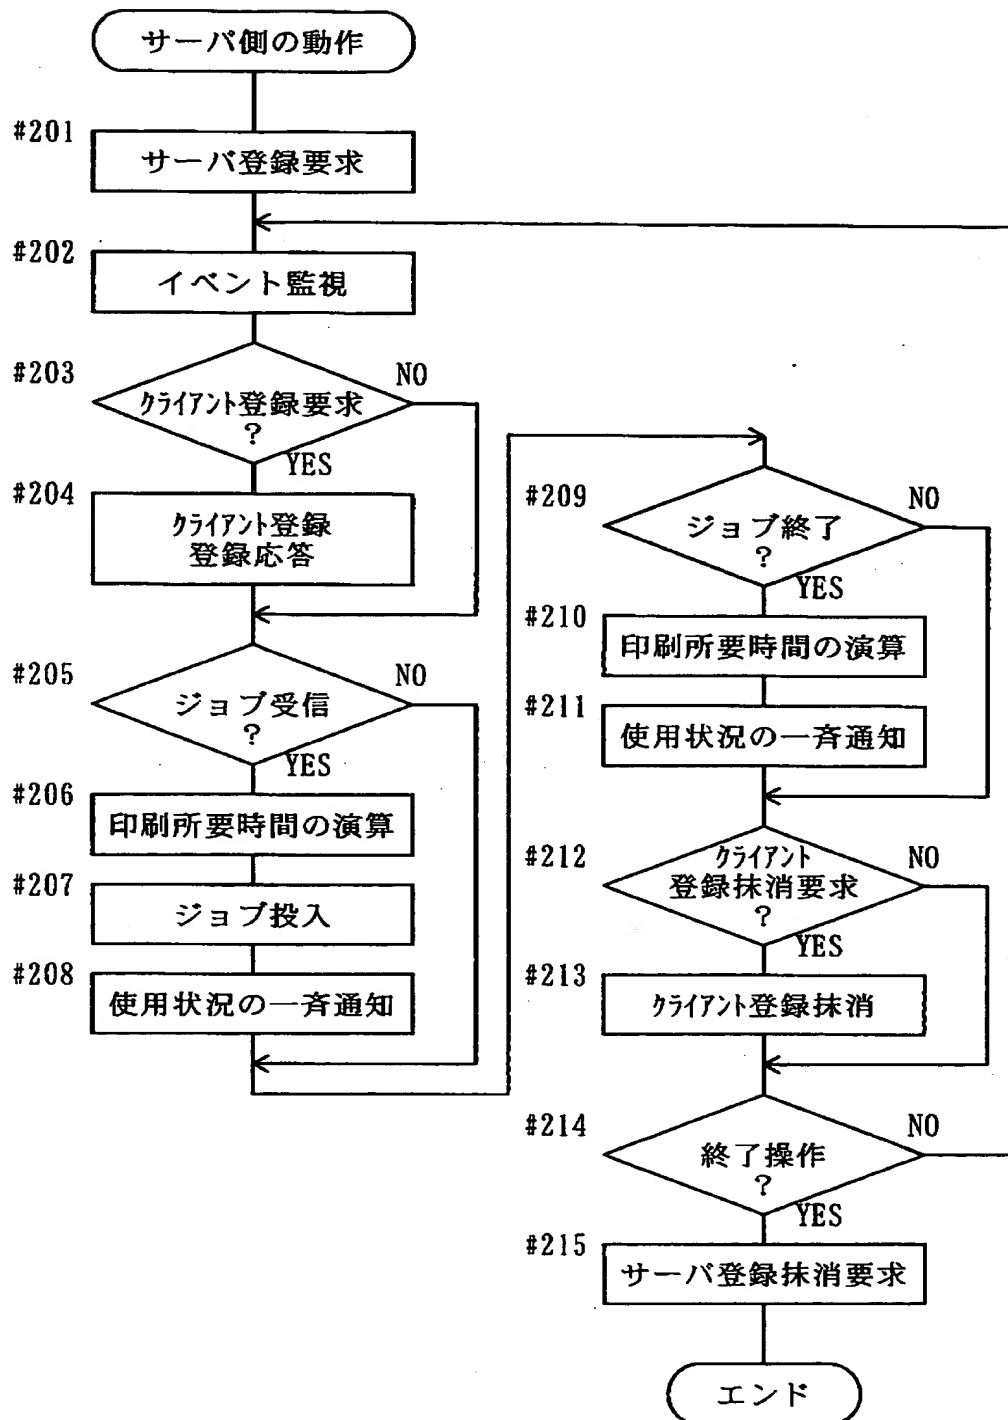 サーバ側の動作
#201
サーバ登録要求
#202
イベント監視
#203
NO
クライアント登録要求
?
YES
#204
クライアント登録
登録応答
#205
NO
ジョブ受信
?
YES
#206
印刷所要時間の演算
#207
ジョブ投入
#208
使用状況の一斉通知
#209
NO
ジョブ終了
?
YES
#210
印刷所要時間の演算
#211
使用状況の一斉通知
#212
NO
クライアント
登録抹消要求
?
YES
#213
クライアント登録抹消
#214
NO
終了操作
?
YES
#215
サーバ登録抹消要求
エンド